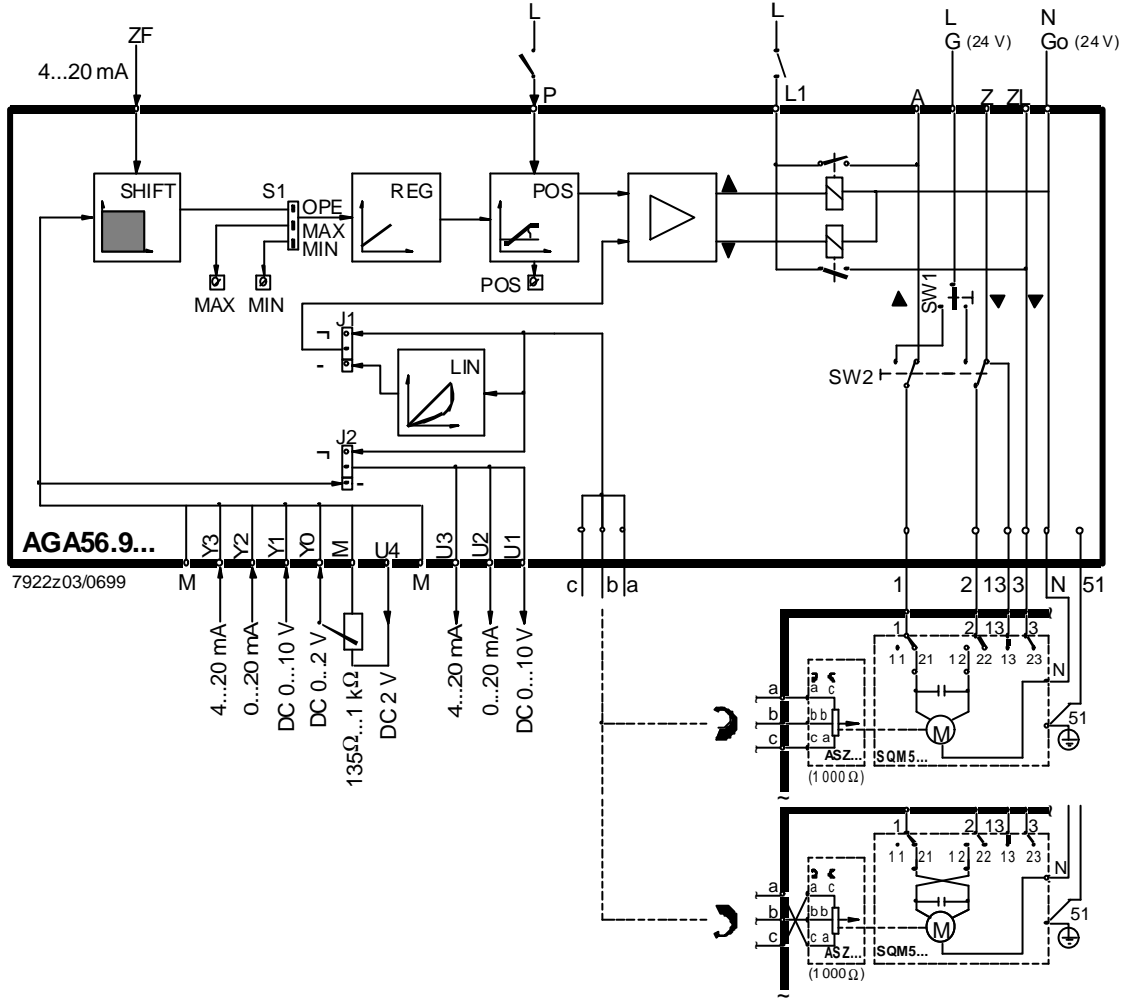 L
L
L
N
ZF
G (24 V)
Go (24 V)
4...20 mA
P
L1
A
Z
ZL
SHIFT
S1
OPE
MAX
MIN
REG
POS
MAX
MIN
POS
SW1
J1
LIN
SW2
J2
AGA56.9...
Y3
Y2
Y1
Y0
M
U4
U3
U2
U1
7922z03/0699
M
M
c
b
a
1
2
13
3
N
51
4...20 mA
0...20 mA
DC 0...10 V
DC 0...2 V
135Ω...1 kΩ
DC 2 V
4...20 mA
0...20 mA
DC 0...10 V
1
2
13
3
11
21
12
22
13
23
N
a
a
c
b
b
b
c
c
a
M
51
ASZ...
SQM5...
(1000 Ω)
~
1
2
13
3
11
21
12
22
13
23
N
a
a
c
b
b
b
c
c
a
M
51
ASZ...
SQM5...
(1000 Ω)
~